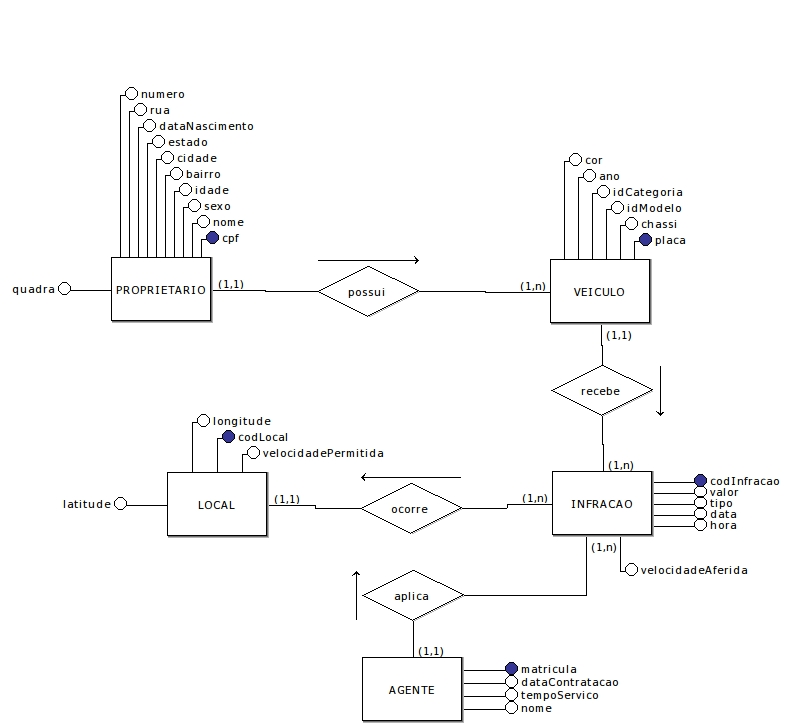 numero
rua
dataNascimento
estado
cidade
bairro
idade
sexo
nome
cpf
quadra
PROPRIETARIO
(1,1)
possui
(1,n)
cor
ano
idCategoria
idModelo
chassi
placa
VEICULO
(1,1)
recebe
(1,n)
longitude
codLocal
velocidadePermitida
latitude
LOCAL
(1,1)
ocorre
(1,n)
INFRACAO
codInfracao
valor
tipo
data
hora
(1,n)
velocidadeAferida
aplica
(1,1)
AGENTE
matricula
dataContratacao
tempoServico
nome